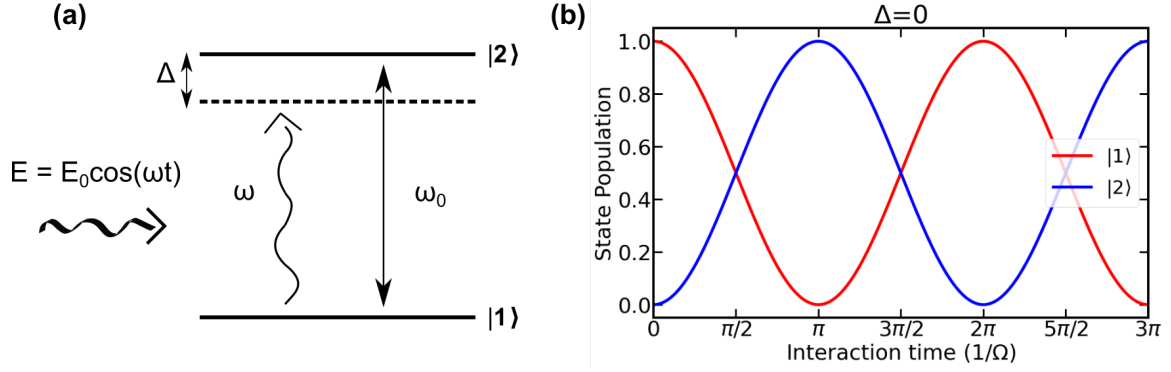 (a)
|2⟩
Δ
E = E₀cos(ωt)
ω
ω₀
|1⟩
(b)
Δ=0
State Population
1.0
0.8
0.6
0.4
0.2
0.0
|1⟩
|2⟩
0 π/2 π 3π/2 2π 5π/2 3π
Interaction time (1/Ω)